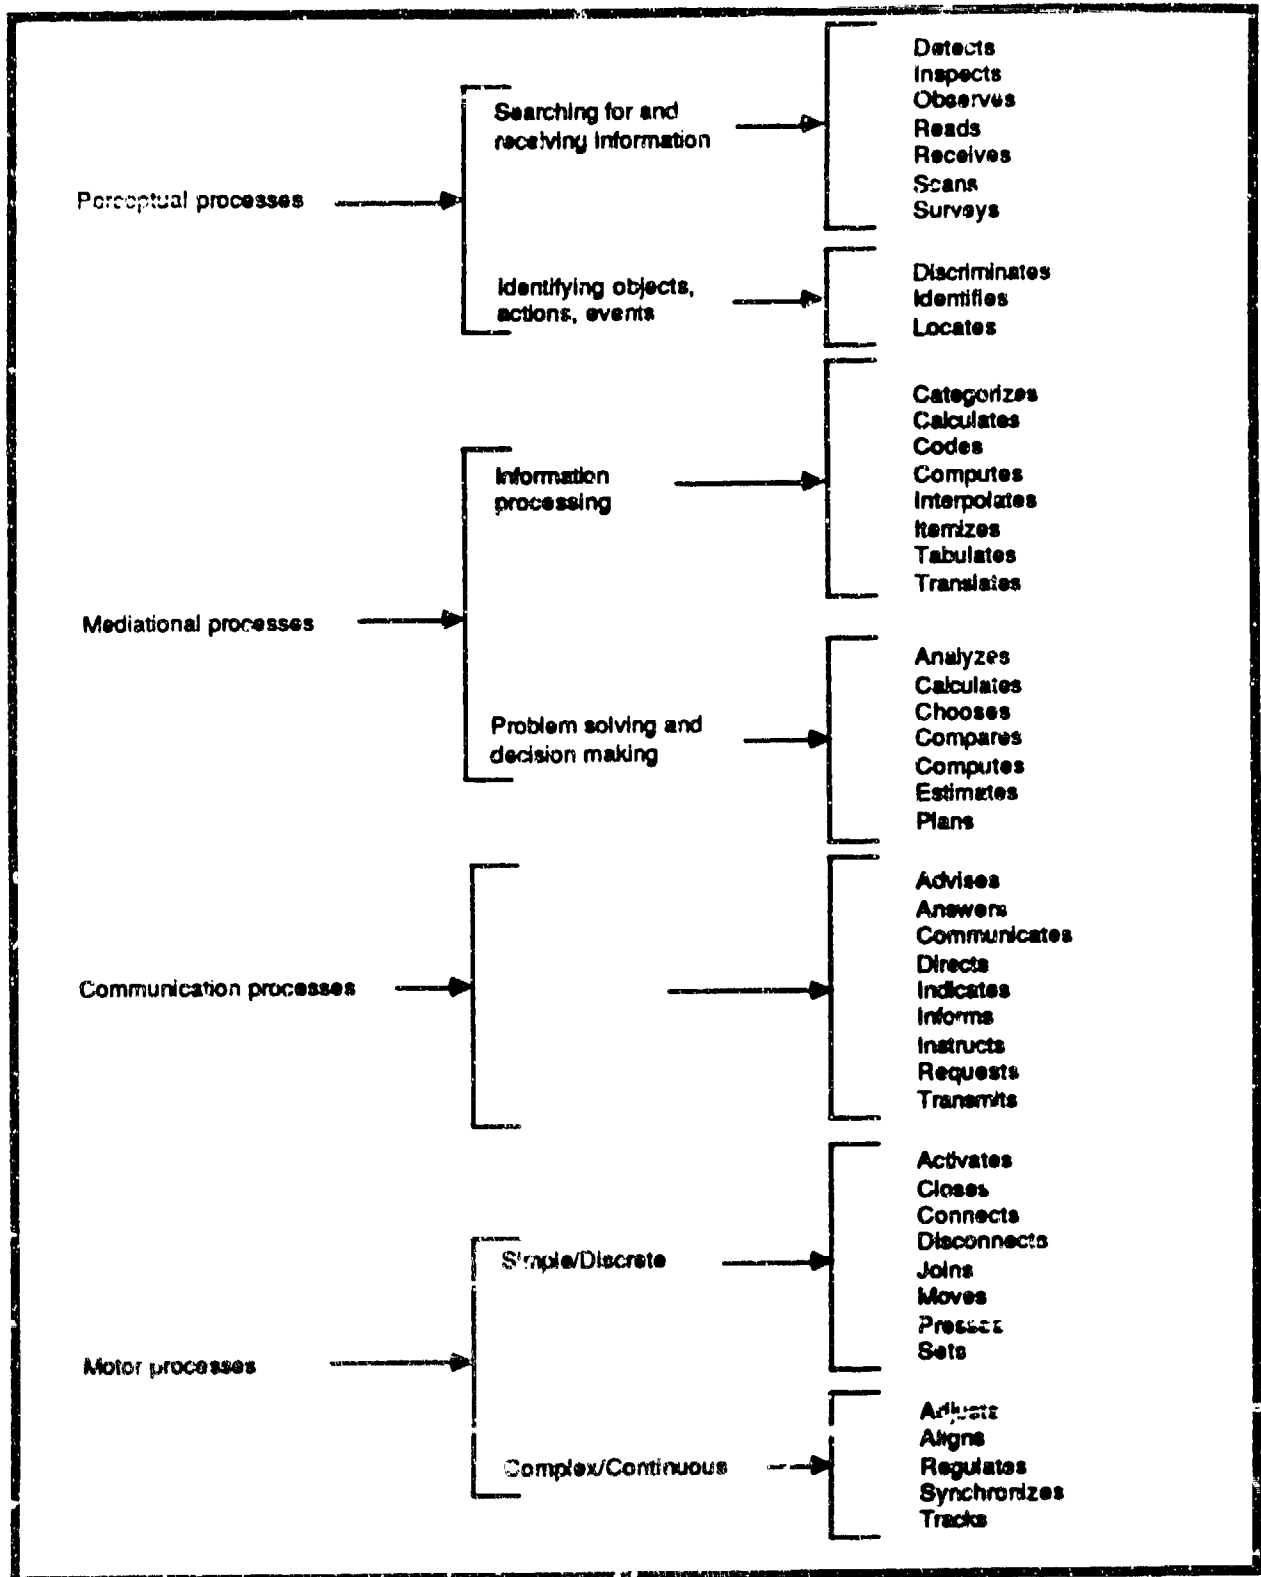 Perceptual processes
Searching for and
receiving information
Detects
Inspects
Observes
Reads
Receives
Scans
Surveys
Identifying objects,
actions, events
Discriminates
Identifies
Locates
Mediational processes
Information
processing
Categorizes
Calculates
Codes
Computes
Interpolates
Itemizes
Tabulates
Translates
Problem solving and
decision making
Analyzes
Calculates
Chooses
Compares
Computes
Estimates
Plans
Communication processes
Advises
Answers
Communicates
Directs
Indicates
Informs
Instructs
Requests
Transmits
Motor processes
Simple/Discrete
Activates
Closes
Connects
Disconnects
Joins
Moves
Presses
Sets
Complex/Continuous
Adjusts
Aligns
Regulates
Synchronizes
Tracks